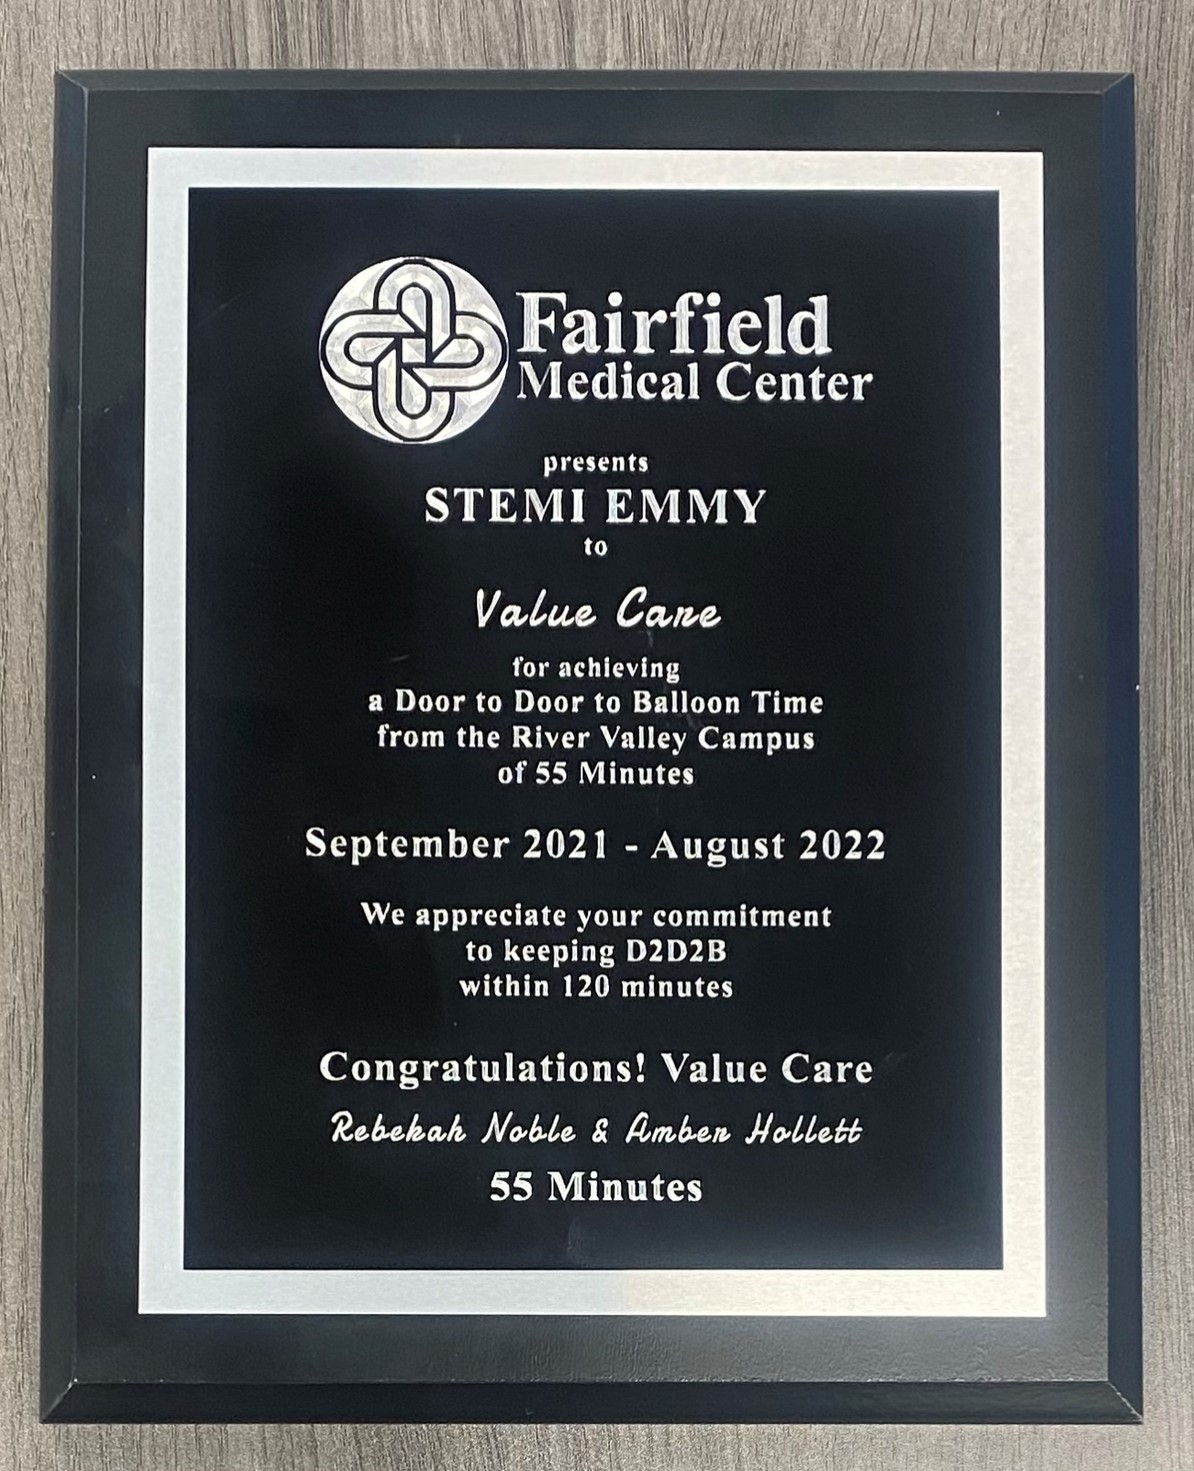 Fairfield
Medical Center
presents
STEMI EMMY
to
Value Care
for achieving
a Door to Door to Balloon Time
from the River Valley Campus
of 55 Minutes
September 2021 - August 2022
We appreciate your commitment
to keeping D2D2B
within 120 minutes
Congratulations! Value Care
Rebekah Noble & Amber Hollett
55 Minutes